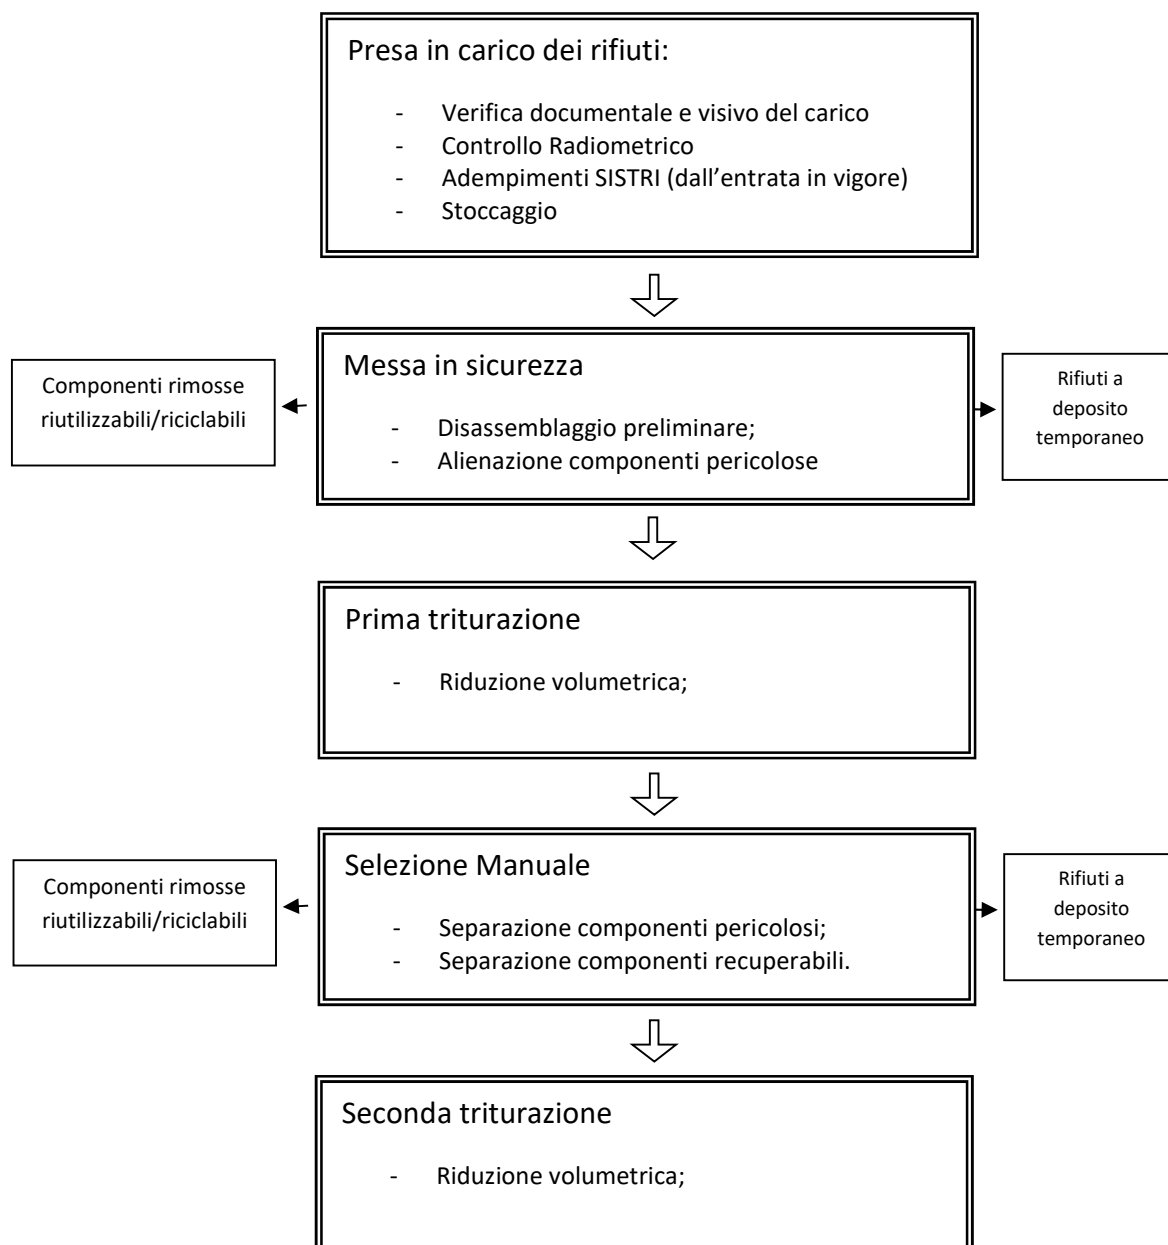 Presa in carico dei rifiuti:
- Verifica documentale e visivo del carico
- Controllo Radiometrico
- Adempimenti SISTRI (dall'entrata in vigore)
- Stoccaggio
Componenti rimosse
riutilizzabili/riciclabili
Messa in sicurezza
- Disassemblaggio preliminare;
- Alienazione componenti pericolose
Rifiuti a
deposito
temporaneo
Prima triturazione
- Riduzione volumetrica;
Componenti rimosse
riutilizzabili/riciclabili
Selezione Manuale
- Separazione componenti pericolosi;
- Separazione componenti recuperabili.
Rifiuti a
deposito
temporaneo
Seconda triturazione
- Riduzione volumetrica;